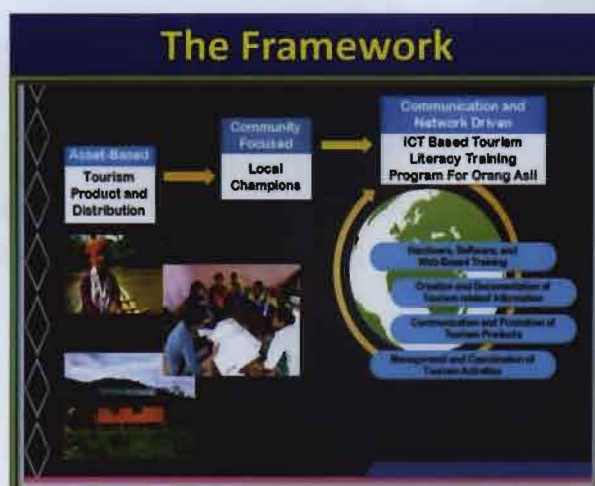 The Framework
Asset-Based
Tourism
Product and
Distribution
Community
Focused
Local
Champions
Communication and
Network Driven
ICT Based Tourism
Literacy Training
Program For Orang Asli
Hardware, Software, and
Web-Based Training
Creation and Documentation of
Tourism related Information
Communication and Promotion of
Tourism Products
Management and Coordination of
Tourism Activities